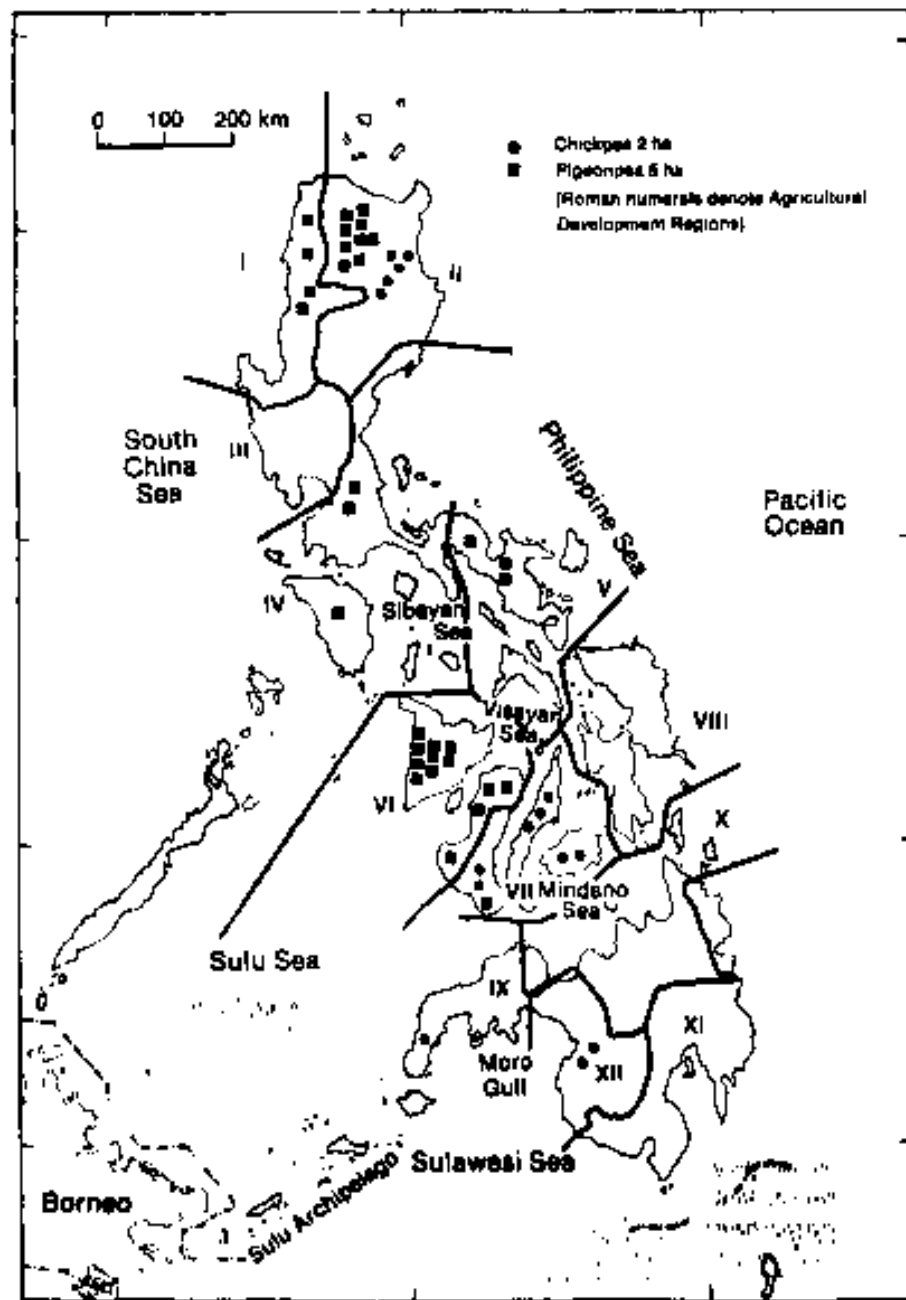 0 100 200 km
Chickpea 2 ha
Pigeonpea 5 ha
[Roman numerals denote Agricultural
Development Regions]
I
II
South
China
Sea
III
Philippine Sea
Pacific
Ocean
IV
V
Sibayan
Sea
Visayan
Sea
VIII
VI
X
VII
Mindano
Sea
Sulu Sea
IX
XI
Moro
Gulf
XII
Sulawesi Sea
Borneo
Sulu Archipelago